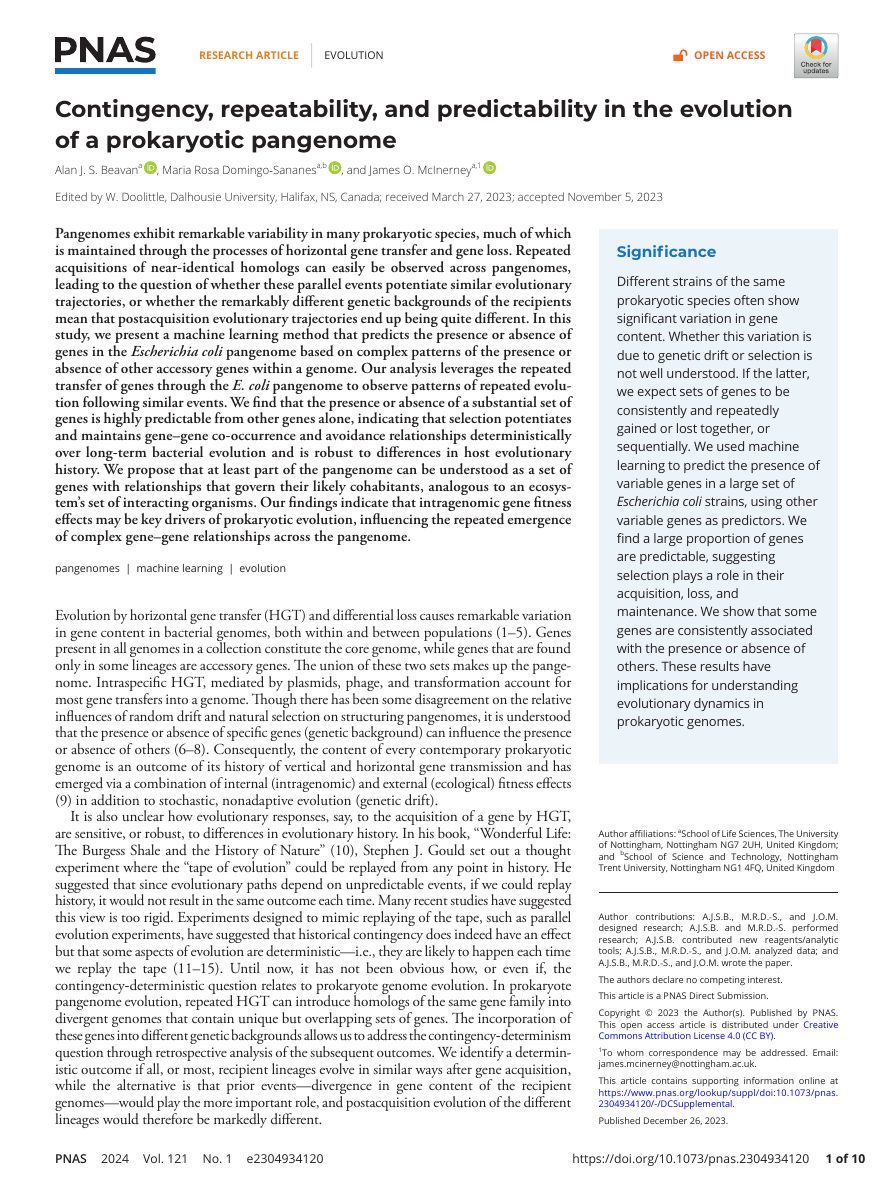 PNAS
RESEARCH ARTICLE | EVOLUTION
OPEN ACCESS
Check for
updates
Contingency, repeatability, and predictability in the evolution
of a prokaryotic pangenome
Alan J. S. Beavanᵃ iD, Maria Rosa Domingo-Sananesᵃ,ᵇ iD, and James O. McInerneyᵃ,¹ iD
Edited by W. Doolittle, Dalhousie University, Halifax, NS, Canada; received March 27, 2023; accepted November 5, 2023
Pangenomes exhibit remarkable variability in many prokaryotic species, much of which
is maintained through the processes of horizontal gene transfer and gene loss. Repeated
acquisitions of near-identical homologs can easily be observed across pangenomes,
leading to the question of whether these parallel events potentiate similar evolutionary
trajectories, or whether the remarkably different genetic backgrounds of the recipients
mean that postacquisition evolutionary trajectories end up being quite different. In this
study, we present a machine learning method that predicts the presence or absence of
genes in the Escherichia coli pangenome based on complex patterns of the presence or
absence of other accessory genes within a genome. Our analysis leverages the repeated
transfer of genes through the E. coli pangenome to observe patterns of repeated evolu-
tion following similar events. We find that the presence or absence of a substantial set of
genes is highly predictable from other genes alone, indicating that selection potentiates
and maintains gene–gene co-occurrence and avoidance relationships deterministically
over long-term bacterial evolution and is robust to differences in host evolutionary
history. We propose that at least part of the pangenome can be understood as a set of
genes with relationships that govern their likely cohabitants, analogous to an ecosys-
tem's set of interacting organisms. Our findings indicate that intragenomic gene fitness
effects may be key drivers of prokaryotic evolution, influencing the repeated emergence
of complex gene–gene relationships across the pangenome.
pangenomes | machine learning | evolution
Evolution by horizontal gene transfer (HGT) and differential loss causes remarkable variation
in gene content in bacterial genomes, both within and between populations (1–5). Genes
present in all genomes in a collection constitute the core genome, while genes that are found
only in some lineages are accessory genes. The union of these two sets makes up the pange-
nome. Intraspecific HGT, mediated by plasmids, phage, and transformation account for
most gene transfers into a genome. Though there has been some disagreement on the relative
influences of random drift and natural selection on structuring pangenomes, it is understood
that the presence or absence of specific genes (genetic background) can influence the presence
or absence of others (6–8). Consequently, the content of every contemporary prokaryotic
genome is an outcome of its history of vertical and horizontal gene transmission and has
emerged via a combination of internal (intragenomic) and external (ecological) fitness effects
(9) in addition to stochastic, nonadaptive evolution (genetic drift).
It is also unclear how evolutionary responses, say, to the acquisition of a gene by HGT,
are sensitive, or robust, to differences in evolutionary history. In his book, “Wonderful Life:
The Burgess Shale and the History of Nature” (10), Stephen J. Gould set out a thought
experiment where the “tape of evolution” could be replayed from any point in history. He
suggested that since evolutionary paths depend on unpredictable events, if we could replay
history, it would not result in the same outcome each time. Many recent studies have suggested
this view is too rigid. Experiments designed to mimic replaying of the tape, such as parallel
evolution experiments, have suggested that historical contingency does indeed have an effect
but that some aspects of evolution are deterministic—i.e., they are likely to happen each time
we replay the tape (11–15). Until now, it has not been obvious how, or even if, the
contingency-deterministic question relates to prokaryote genome evolution. In prokaryote
pangenome evolution, repeated HGT can introduce homologs of the same gene family into
divergent genomes that contain unique but overlapping sets of genes. The incorporation of
these genes into different genetic backgrounds allows us to address the contingency-determinism
question through retrospective analysis of the subsequent outcomes. We identify a determin-
istic outcome if all, or most, recipient lineages evolve in similar ways after gene acquisition,
while the alternative is that prior events—divergence in gene content of the recipient
genomes—would play the more important role, and postacquisition evolution of the different
lineages would therefore be markedly different.
Significance
Different strains of the same
prokaryotic species often show
significant variation in gene
content. Whether this variation is
due to genetic drift or selection is
not well understood. If the latter,
we expect sets of genes to be
consistently and repeatedly
gained or lost together, or
sequentially. We used machine
learning to predict the presence of
variable genes in a large set of
Escherichia coli strains, using other
variable genes as predictors. We
find a large proportion of genes
are predictable, suggesting
selection plays a role in their
acquisition, loss, and
maintenance. We show that some
genes are consistently associated
with the presence or absence of
others. These results have
implications for understanding
evolutionary dynamics in
prokaryotic genomes.
Author affiliations: ᵃSchool of Life Sciences, The University
of Nottingham, Nottingham NG7 2UH, United Kingdom;
and ᵇSchool of Science and Technology, Nottingham
Trent University, Nottingham NG1 4FQ, United Kingdom
Author contributions: A.J.S.B., M.R.D.-S., and J.O.M.
designed research; A.J.S.B. and M.R.D.-S. performed
research; A.J.S.B. contributed new reagents/analytic
tools; A.J.S.B., M.R.D.-S., and J.O.M. analyzed data; and
A.J.S.B., M.R.D.-S., and J.O.M. wrote the paper.
The authors declare no competing interest.
This article is a PNAS Direct Submission.
Copyright © 2023 the Author(s). Published by PNAS.
This open access article is distributed under Creative
Commons Attribution License 4.0 (CC BY).
¹To whom correspondence may be addressed. Email:
james.mcinerney@nottingham.ac.uk.
This article contains supporting information online at
https://www.pnas.org/lookup/suppl/doi:10.1073/pnas.
2304934120/-/DCSupplemental.
Published December 26, 2023.
PNAS 2024 Vol. 121 No. 1 e2304934120
https://doi.org/10.1073/pnas.2304934120 1 of 10